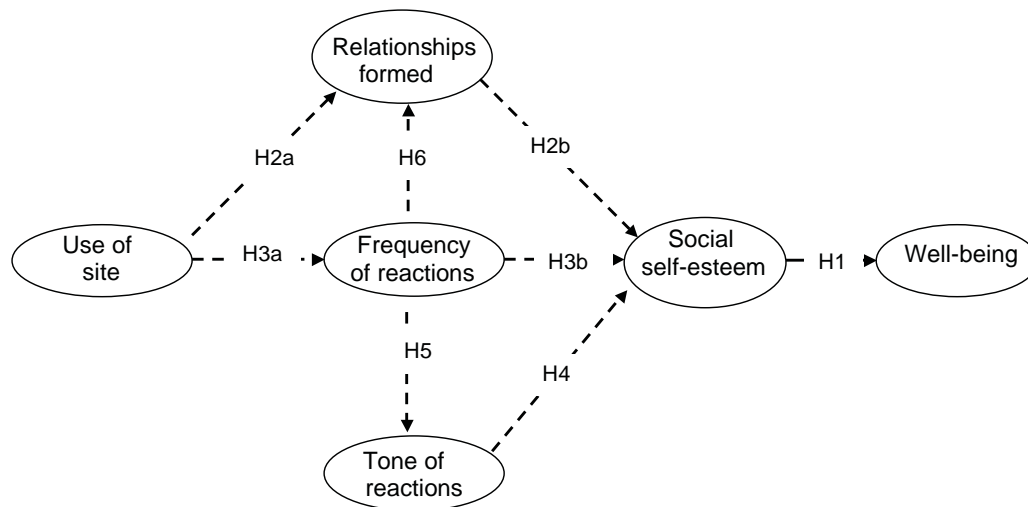 Relationships
formed
H2a
H6
H2b
Use of
site
H3a
Frequency
of reactions
H3b
Social
self-esteem
H1
Well-being
H5
H4
Tone of
reactions